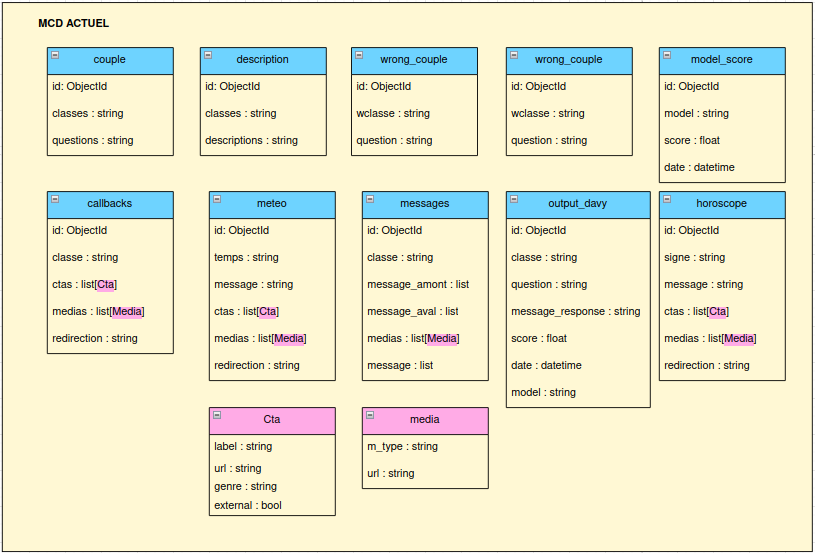 MCD ACTUEL
couple
id: ObjectId
classes : string
questions : string
description
id: ObjectId
classes : string
descriptions : string
wrong_couple
id: ObjectId
wclasse : string
question : string
wrong_couple
id: ObjectId
wclasse : string
question : string
model_score
id: ObjectId
model : string
score : float
date : datetime
callbacks
id: ObjectId
classe : string
ctas : list[Cta]
medias : list[Media]
redirection : string
meteo
id: ObjectId
temps : string
message : string
ctas : list[Cta]
medias : list[Media]
redirection : string
messages
id: ObjectId
classe : string
message_amont : list
message_aval : list
medias : list[Media]
message : list
output_davy
id: ObjectId
classe : string
question : string
message_response : string
score : float
date : datetime
model : string
horoscope
id: ObjectId
signe : string
message : string
ctas : list[Cta]
medias : list[Media]
redirection : string
Cta
label : string
url : string
genre : string
external : bool
media
m_type : string
url : string